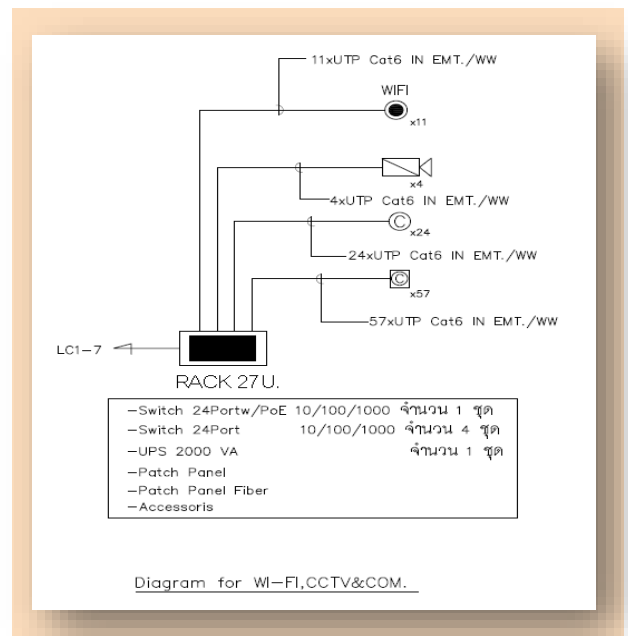 11xUTP Cat6 IN EMT./WW
WIFI
x11
x4
4xUTP Cat6 IN EMT./WW
C
x24
24xUTP Cat6 IN EMT./WW
C
x57
57xUTP Cat6 IN EMT./WW
LC1-7
RACK 27U.
-Switch 24Portw/PoE 10/100/1000 จำนวน 1 ชุด
-Switch 24Port 10/100/1000 จำนวน 4 ชุด
-UPS 2000 VA จำนวน 1 ชุด
-Patch Panel
-Patch Panel Fiber
-Accessoris
Diagram for WI-FI,CCTV&COM.